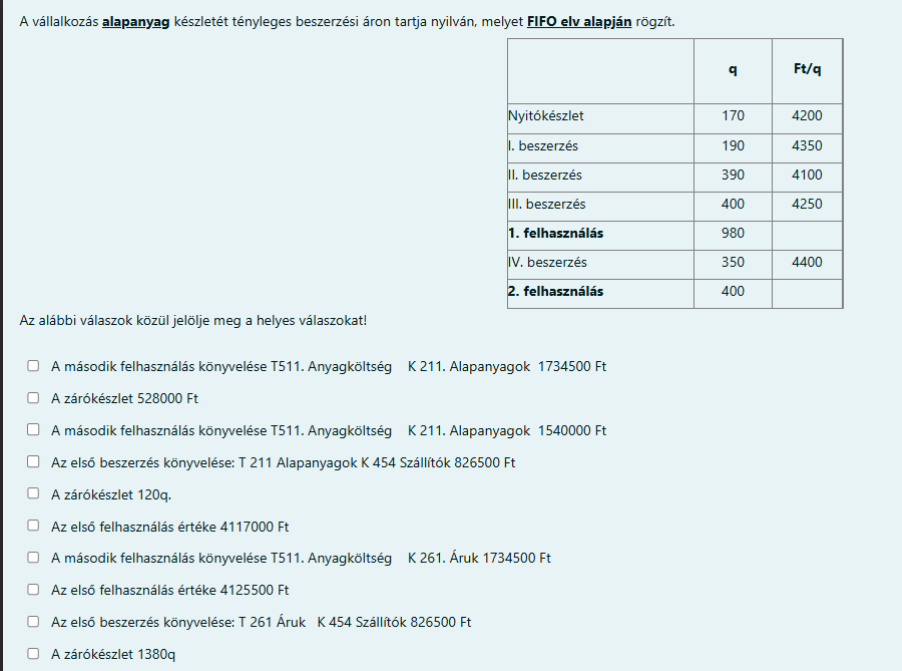 A vállalkozás alapanyag készletét tényleges beszerzési áron tartja nyilván, melyet FIFO elv alapján rögzít.
q Ft/q
Nyitókészlet 170 4200
I. beszerzés 190 4350
II. beszerzés 390 4100
III. beszerzés 400 4250
1. felhasználás 980
IV. beszerzés 350 4400
2. felhasználás 400
Az alábbi válaszok közül jelölje meg a helyes válaszokat!
A második felhasználás könyvelése T511. Anyagköltség K 211. Alapanyagok 1734500 Ft
A zárókészlet 528000 Ft
A második felhasználás könyvelése T511. Anyagköltség K 211. Alapanyagok 1540000 Ft
Az első beszerzés könyvelése: T 211 Alapanyagok K 454 Szállítók 826500 Ft
A zárókészlet 120q.
Az első felhasználás értéke 4117000 Ft
A második felhasználás könyvelése T511. Anyagköltség K 261. Áruk 1734500 Ft
Az első felhasználás értéke 4125500 Ft
Az első beszerzés könyvelése: T 261 Áruk K 454 Szállítók 826500 Ft
A zárókészlet 1380q